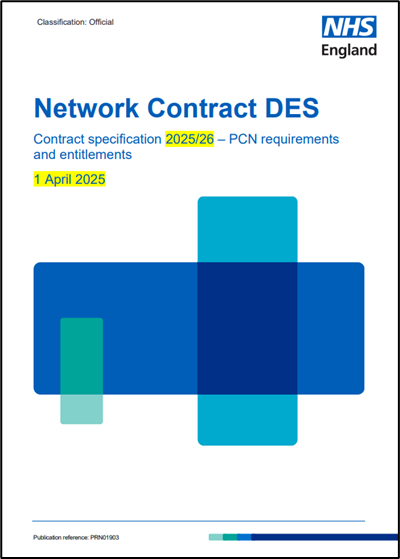 Classification: Official
NHS
England
Network Contract DES
Contract specification 2025/26 – PCN requirements
and entitlements
1 April 2025
Publication reference: PRN01903